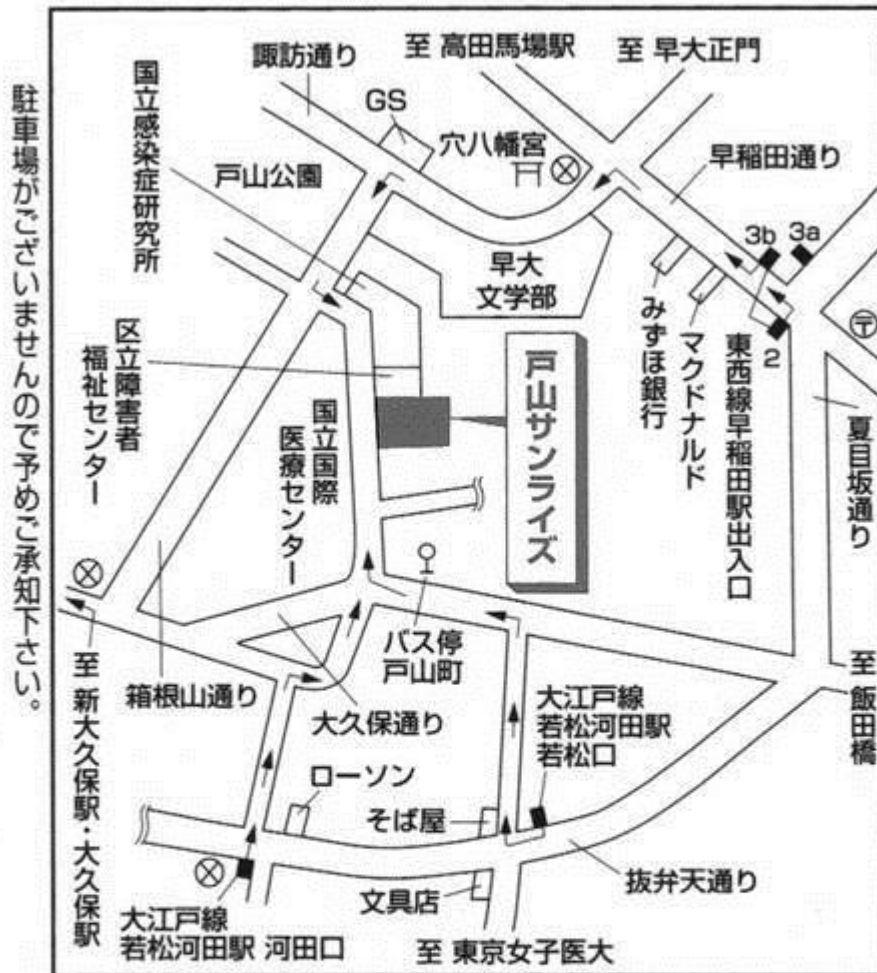 駐車場がございませんので予めご承知下さい。
至 高田馬場駅
至 早大正門
諏訪通り
GS
国立感染症研究所
戸山公園
穴八幡宮
早稲田通り
3b
3a
早大
文学部
みずほ銀行
マクドナルド
2
〒
東西線早稲田駅出入口
夏目坂通り
区立障害者
福祉センター
国立国際
医療センター
戸山サンライズ
バス停
戸山町
至 新大久保駅・大久保駅
箱根山通り
大久保通り
大江戸線
若松河田駅
若松口
至 飯田橋
ローソン
そば屋
文具店
抜弁天通り
大江戸線
若松河田駅 河田口
至 東京女子医大